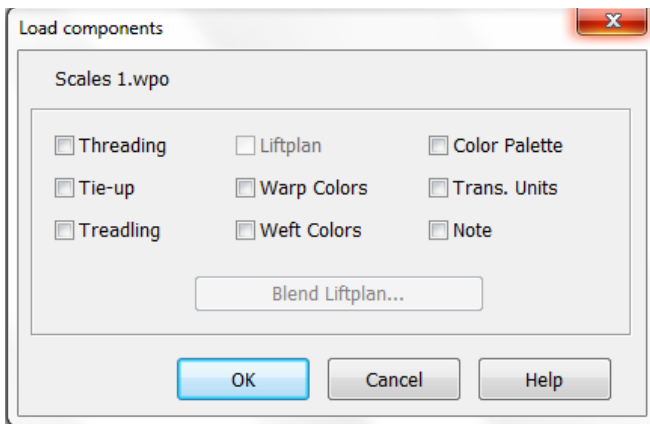 Load components
Scales 1.wpo
Threading Liftplan Color Palette
Tie-up Warp Colors Trans. Units
Treadling Weft Colors Note
Blend Liftplan...
OK Cancel Help